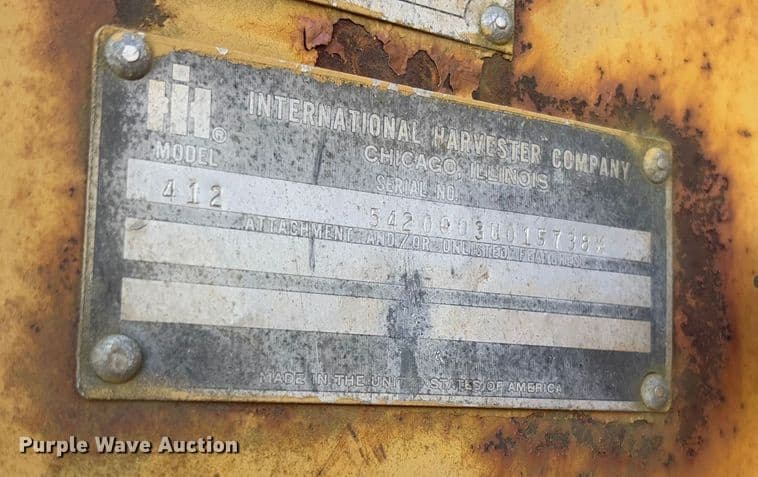 IH ®
INTERNATIONAL HARVESTER COMPANY
CHICAGO, ILLINOIS
MODEL
SERIAL NO.
412
ATTACHMENT AND/OR UNLISTED FEATURES
MADE IN THE UNITED STATES OF AMERICA
Purple Wave Auction